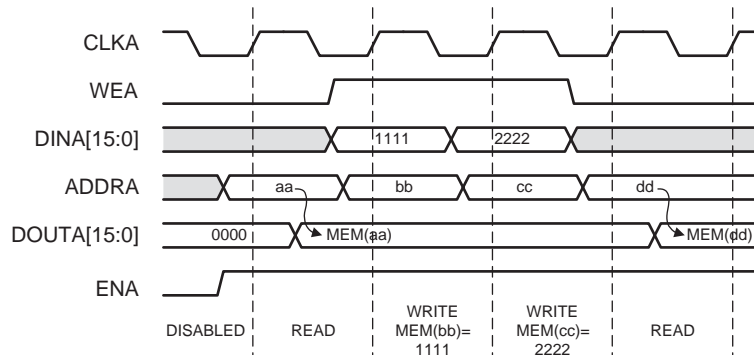 CLKA
WEA
DINA[15:0] 1111 2222
ADDRA aa bb cc dd
DOUTA[15:0] 0000 MEM(aa) MEM(dd)
ENA
DISABLED READ WRITE MEM(bb)= 1111 WRITE MEM(cc)= 2222 READ